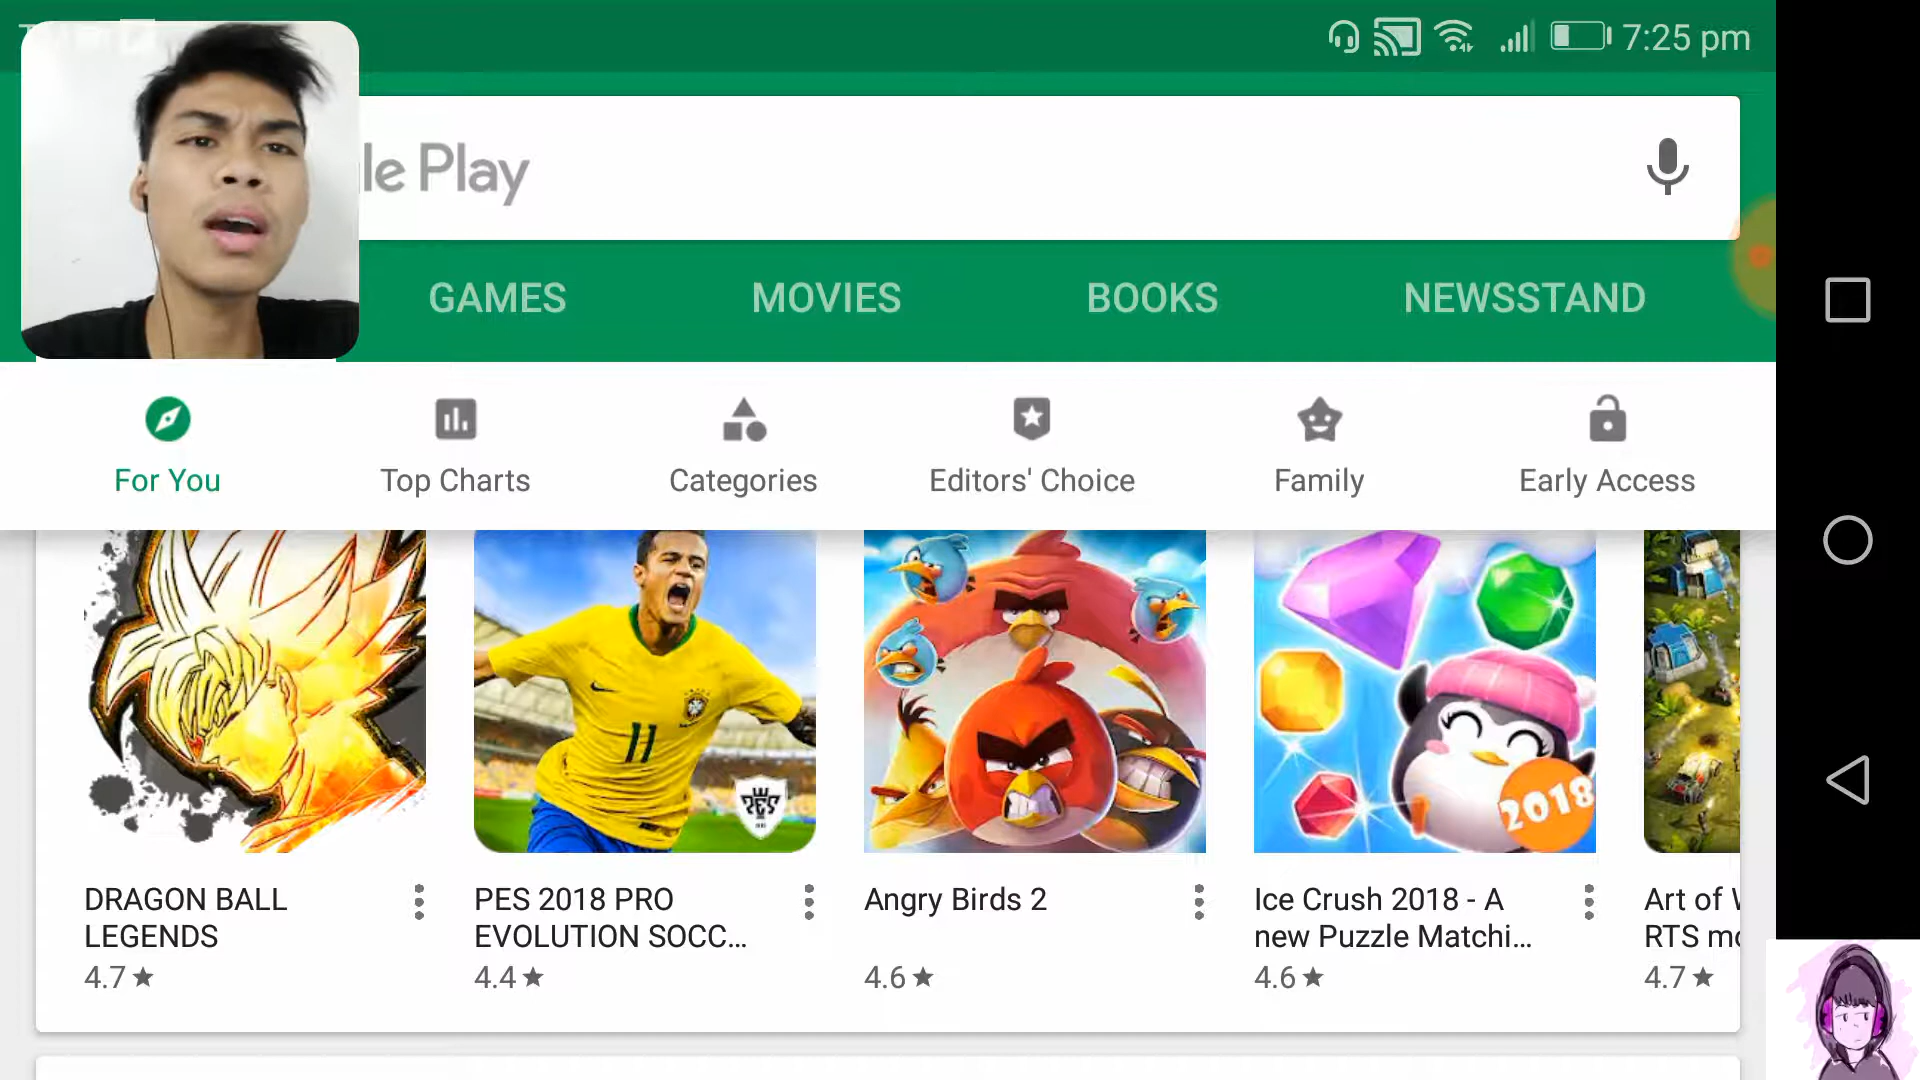 7:25 pm
le Play
GAMES MOVIES BOOKS NEWSSTAND
For You Top Charts Categories Editors' Choice Family Early Access
11
PES
2018
DRAGON BALL
LEGENDS
4.7★
PES 2018 PRO
EVOLUTION SOCC...
4.4★
Angry Birds 2
4.6★
Ice Crush 2018 - A
new Puzzle Matchi...
4.6★
Art of
RTS
4.7★